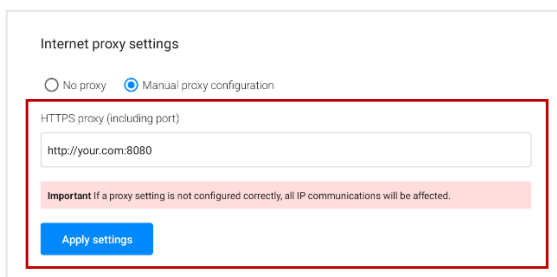 Internet proxy settings
No proxy Manual proxy configuration
HTTPS proxy (including port)
http://your.com:8080
Important If a proxy setting is not configured correctly, all IP communications will be affected.
Apply settings